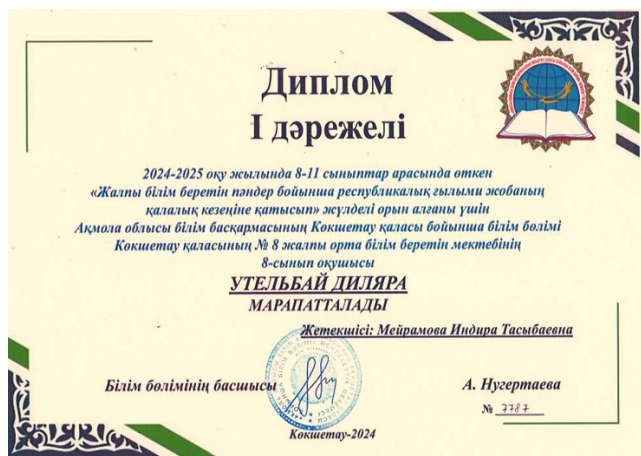 Диплом
І дәрежелі
2024-2025 оқу жылында 8-11 сыныптар арасында өткен
«Жалпы білім беретін пәндер бойынша республикалық ғылыми жобаның
қалалық кезеңіне қатысып» жүлделі орын алғаны үшін
Ақмола облысы білім басқармасының Көкшетау қаласы бойынша білім бөлімі
Көкшетау қаласының № 8 жалпы орта білім беретін мектебінің
8-сынып оқушысы
УТЕЛЬБАЙ ДИЛЯРА
МАРАПАТТАЛАДЫ
Жетекшісі: Мейрамова Индира Тасыбаевна
Білім бөлімінің басшысы
А. Нугертаева
№ 7787
Көкшетау-2024